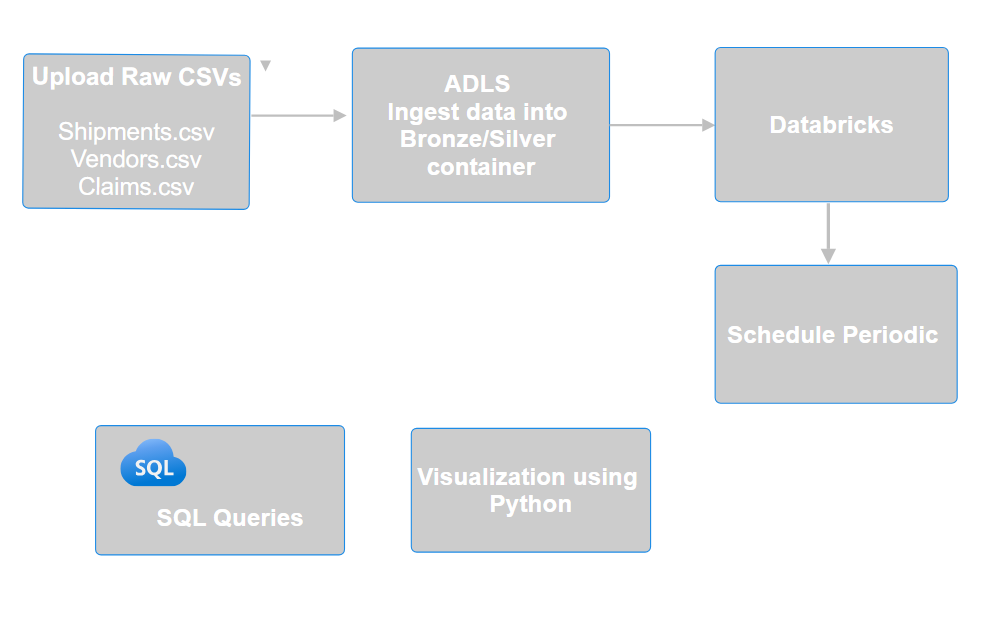 Upload Raw CSVs
Shipments.csv
Vendors.csv
Claims.csv
ADLS
Ingest data into
Bronze/Silver
container
Databricks
Schedule Periodic
SQL
SQL Queries
Visualization using
Python